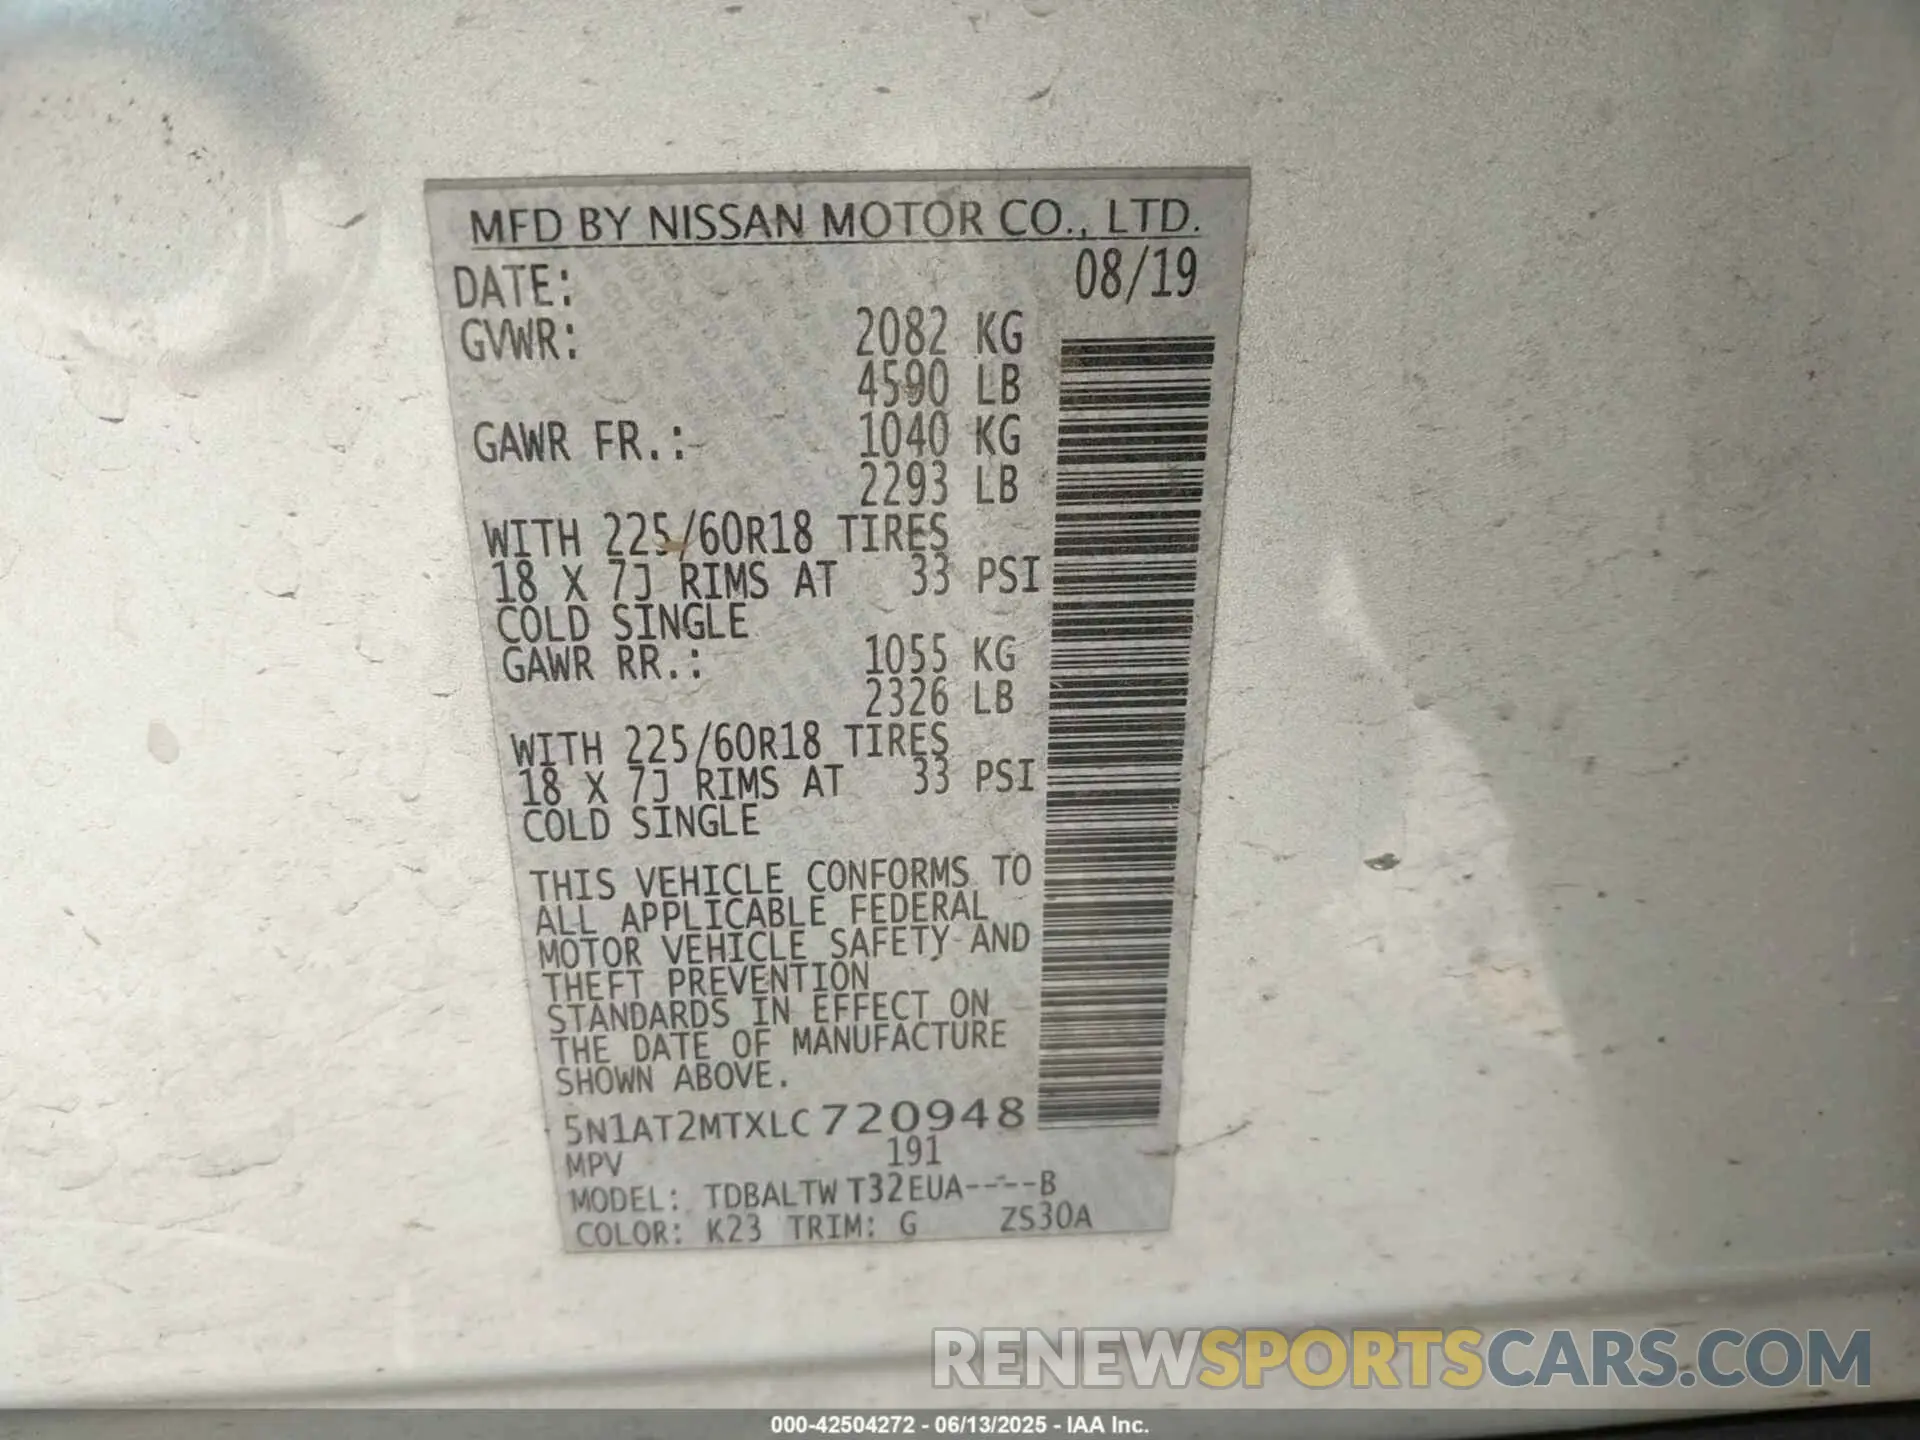 MFD BY NISSAN MOTOR CO., LTD.
DATE: 08/19
GVWR: 2082 KG
4590 LB
GAWR FR.: 1040 KG
2293 LB
WITH 225/60R18 TIRES
18 X 7J RIMS AT 33 PSI
COLD SINGLE
GAWR RR.: 1055 KG
2326 LB
WITH 225/60R18 TIRES
18 X 7J RIMS AT 33 PSI
COLD SINGLE
THIS VEHICLE CONFORMS TO
ALL APPLICABLE FEDERAL
MOTOR VEHICLE SAFETY AND
THEFT PREVENTION
STANDARDS IN EFFECT ON
THE DATE OF MANUFACTURE
SHOWN ABOVE.
5N1AT2MTXLC720948
MPV 191
MODEL: TDBALTW T32EUA----B
COLOR: K23 TRIM: G ZS30A
RENEWSPORTSCARS.COM
000-42504272 - 06/13/2025 - IAA Inc.